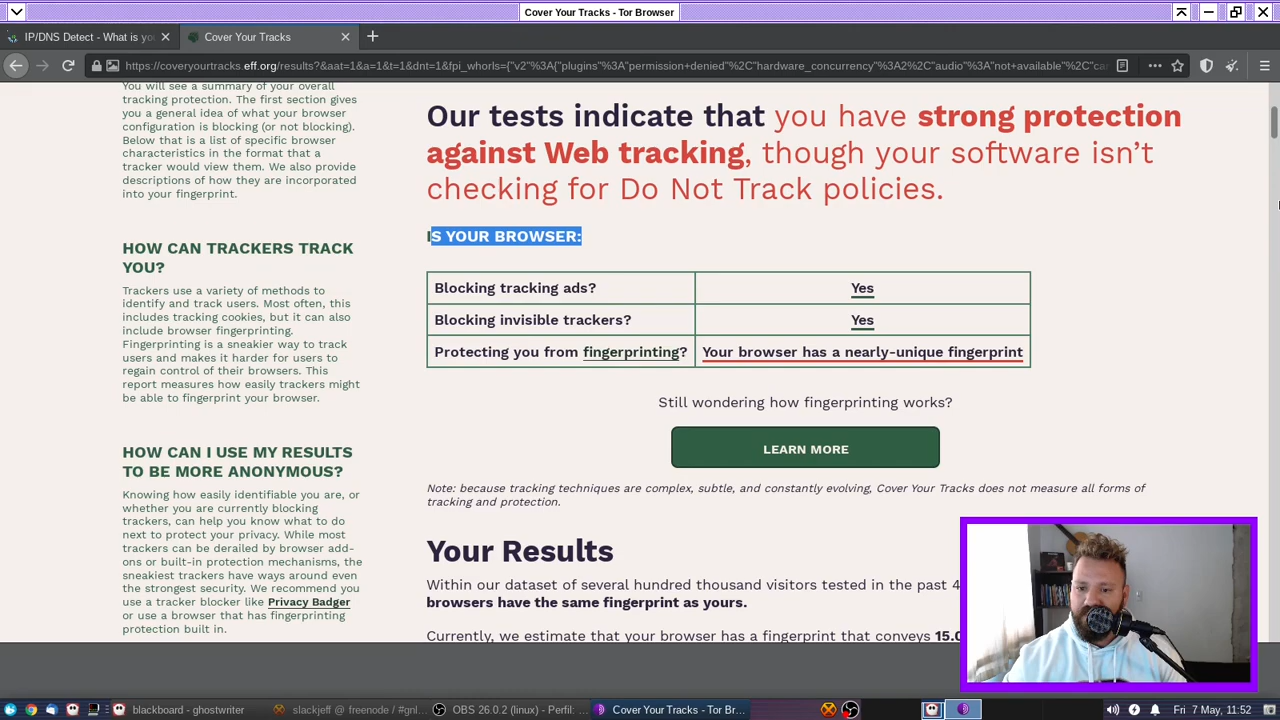 Cover Your Tracks - Tor Browser
IP/DNS Detect - What is yo
Cover Your Tracks
https://coveryourtracks.eff.org/results?&aat=1&a=1&t=1&dnt=1&fpi_whorls={"v2"%3A{"plugins"%3A"permission+denied"%2C"hardware_concurrency"%3A2%2C"audio"%3A"not+available"%2C"car
You will see a summary of your overall
tracking protection. The first section gives
you a general idea of what your browser
configuration is blocking (or not blocking).
Below that is a list of specific browser
characteristics in the format that a
tracker would view them. We also provide
descriptions of how they are incorporated
into your fingerprint.
HOW CAN TRACKERS TRACK
YOU?
Trackers use a variety of methods to
identify and track users. Most often, this
includes tracking cookies, but it can also
include browser fingerprinting.
Fingerprinting is a sneakier way to track
users and makes it harder for users to
regain control of their browsers. This
report measures how easily trackers might
be able to fingerprint your browser.
HOW CAN I USE MY RESULTS
TO BE MORE ANONYMOUS?
Knowing how easily identifiable you are, or
whether you are currently blocking
trackers, can help you know what to do
next to protect your privacy. While most
trackers can be derailed by browser add-
ons or built-in protection mechanisms, the
sneakiest trackers have ways around even
the strongest security. We recommend you
use a tracker blocker like Privacy Badger
or use a browser that has fingerprinting
protection built in.
Our tests indicate that you have strong protection
against Web tracking, though your software isn't
checking for Do Not Track policies.
IS YOUR BROWSER:
Blocking tracking ads? Yes
Blocking invisible trackers? Yes
Protecting you from fingerprinting? Your browser has a nearly-unique fingerprint
Still wondering how fingerprinting works?
LEARN MORE
Note: because tracking techniques are complex, subtle, and constantly evolving, Cover Your Tracks does not measure all forms of
tracking and protection.
Your Results
Within our dataset of several hundred thousand visitors tested in the past 4
browsers have the same fingerprint as yours.
Currently, we estimate that your browser has a fingerprint that conveys 15.0
blackboard - ghostwriter
slackjeff @ freenode / #gnl...
OBS 26.0.2 (linux) - Perfil: ...
Cover Your Tracks - Tor Br...
Fri 7 May, 11:52